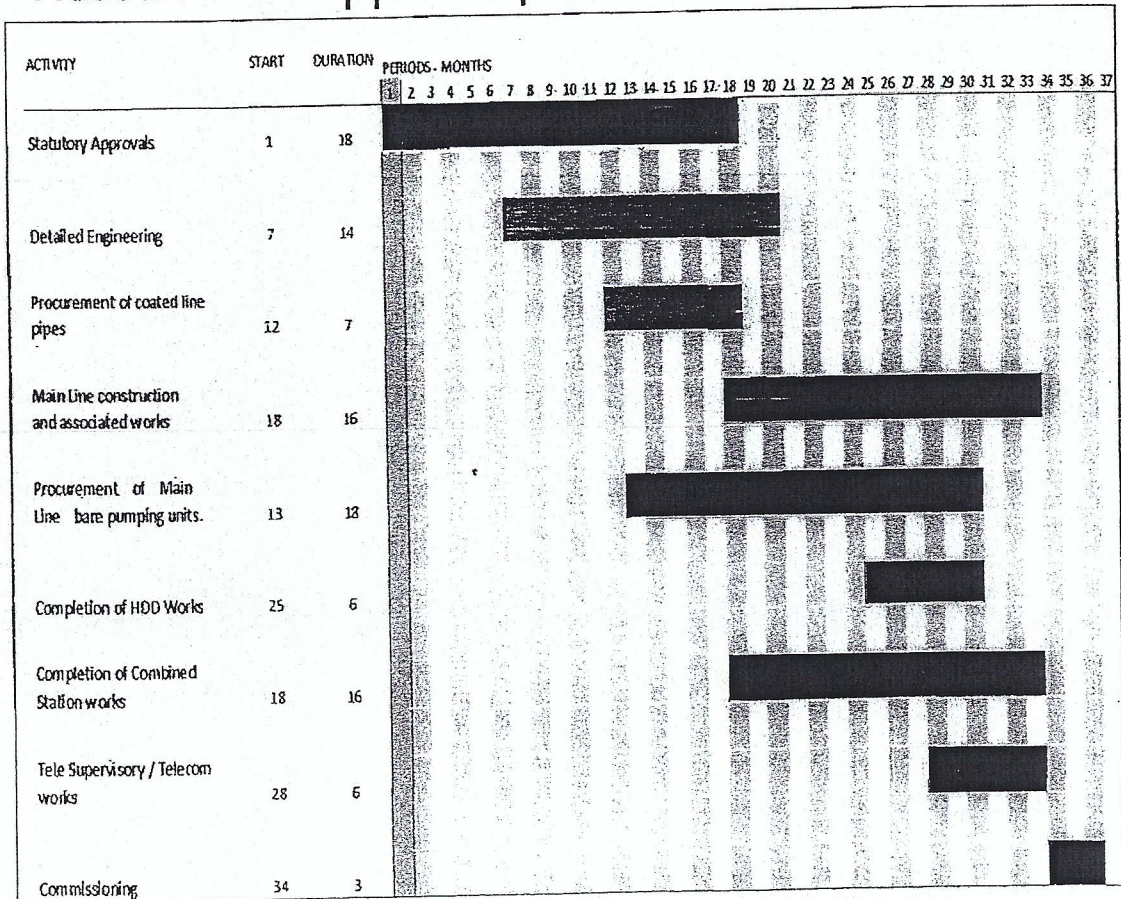 ACTIVITY START DURATION PERIODS - MONTHS
1 2 3 4 5 6 7 8 9 10 11 12 13 14 15 16 17 18 19 20 21 22 23 24 25 26 27 28 29 30 31 32 33 34 35 36 37
Statutory Approvals 1 18
Detailed Engineering 7 14
Procurement of coated line
pipes 12 7
Main Line construction
and associated works 18 16
Procurement of Main
Line bare pumping units. 13 18
Completion of HDD Works 25 6
Completion of Combined
Station works 18 16
Tele Supervisory / Telecom
works 28 6
Commissioning 34 3